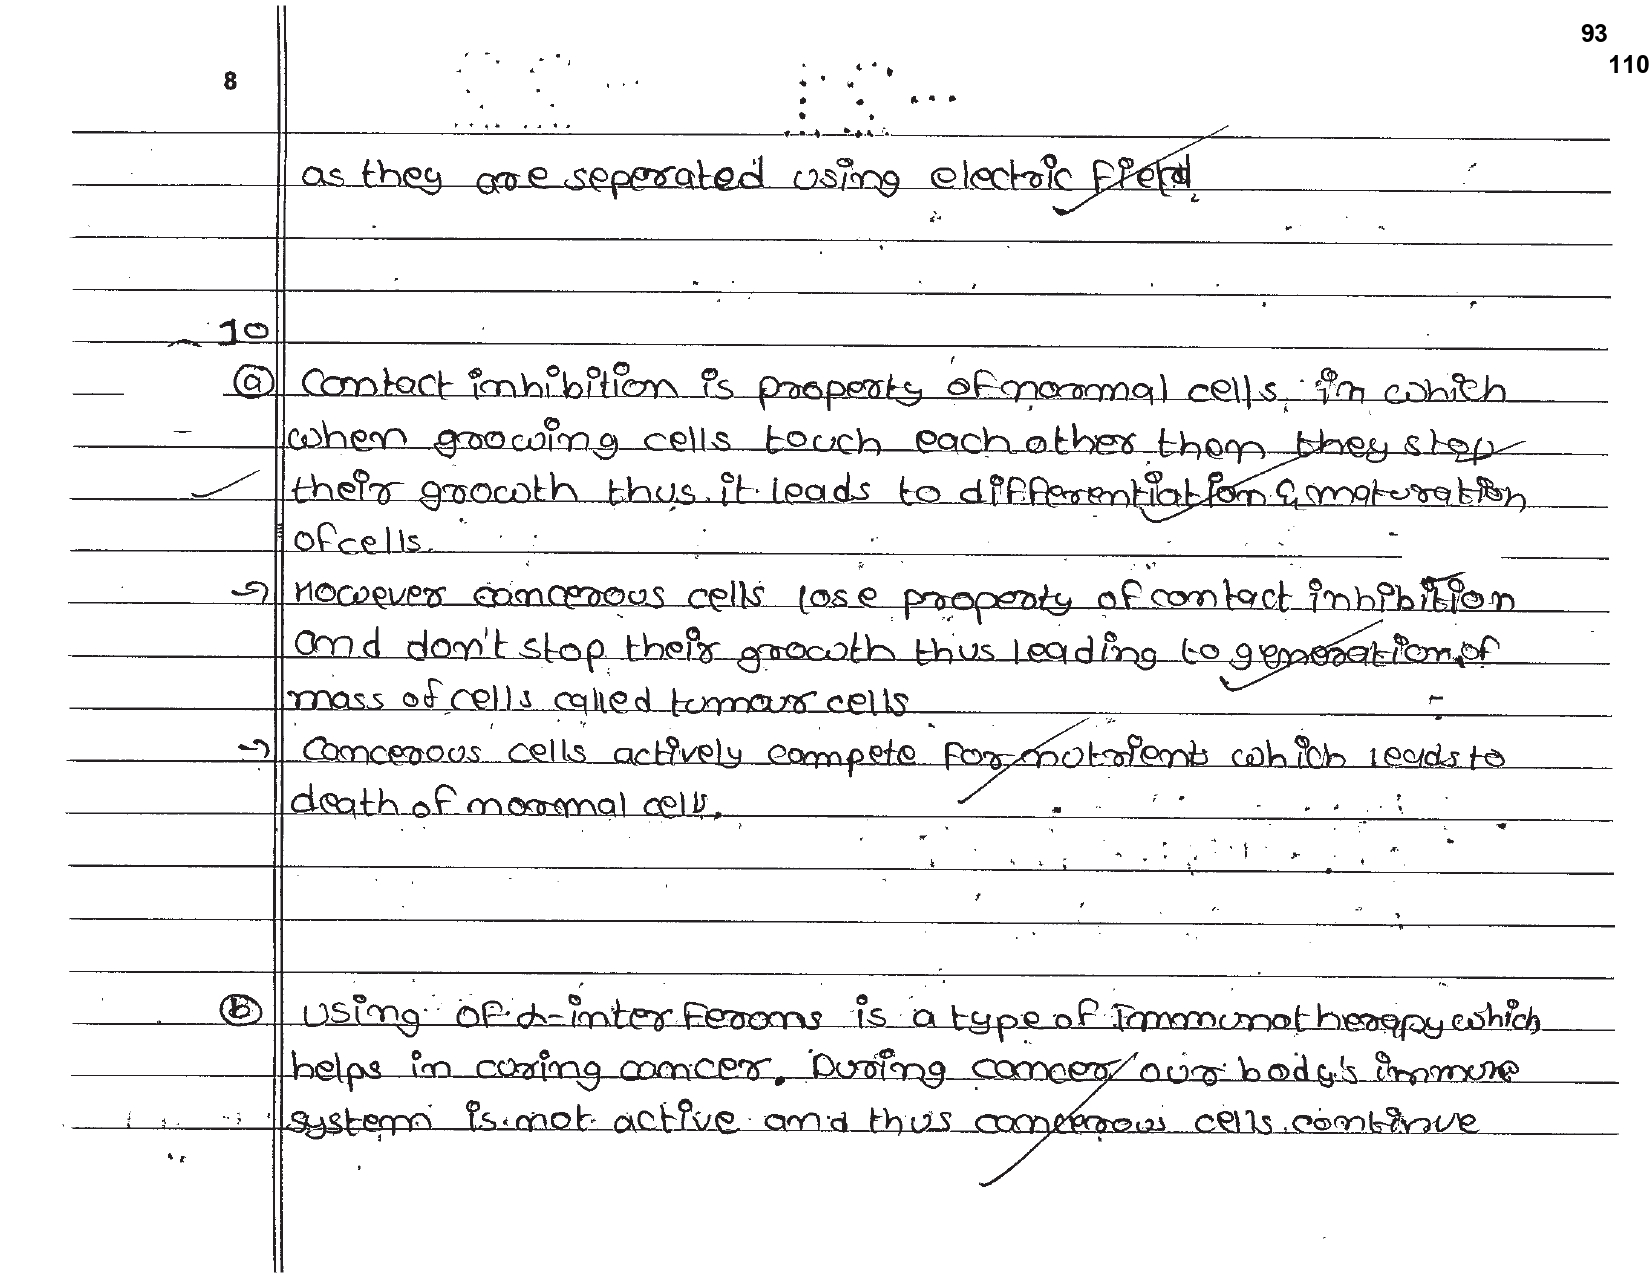 93
110
8
as they are seperated using electric field.
10
(a) Contact inhibition is property of normal cells, in which
when growing cells touch each other then they stop
their growth thus it leads to differentiation & maturation
of cells.
→ However cancerous cells lose property of contact inhibition
and don't stop their growth thus leading to generation of
mass of cells called tumour cells
→ Cancerous cells actively compete for nutrients which leads to
death of normal cells.
(b) Using of α-interferons is a type of Immunotherapy which
helps in curing cancer. During cancer our body's immune
system is not active and thus cancerous cells continue